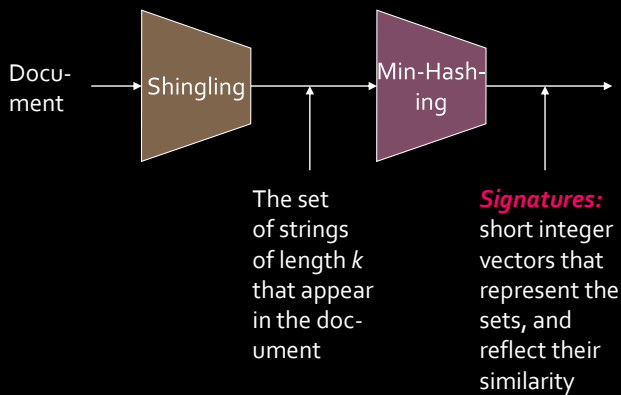 Docu-
ment
Shingling
Min-Hash-
ing
The set
of strings
of length k
that appear
in the doc-
ument
Signatures:
short integer
vectors that
represent the
sets, and
reflect their
similarity